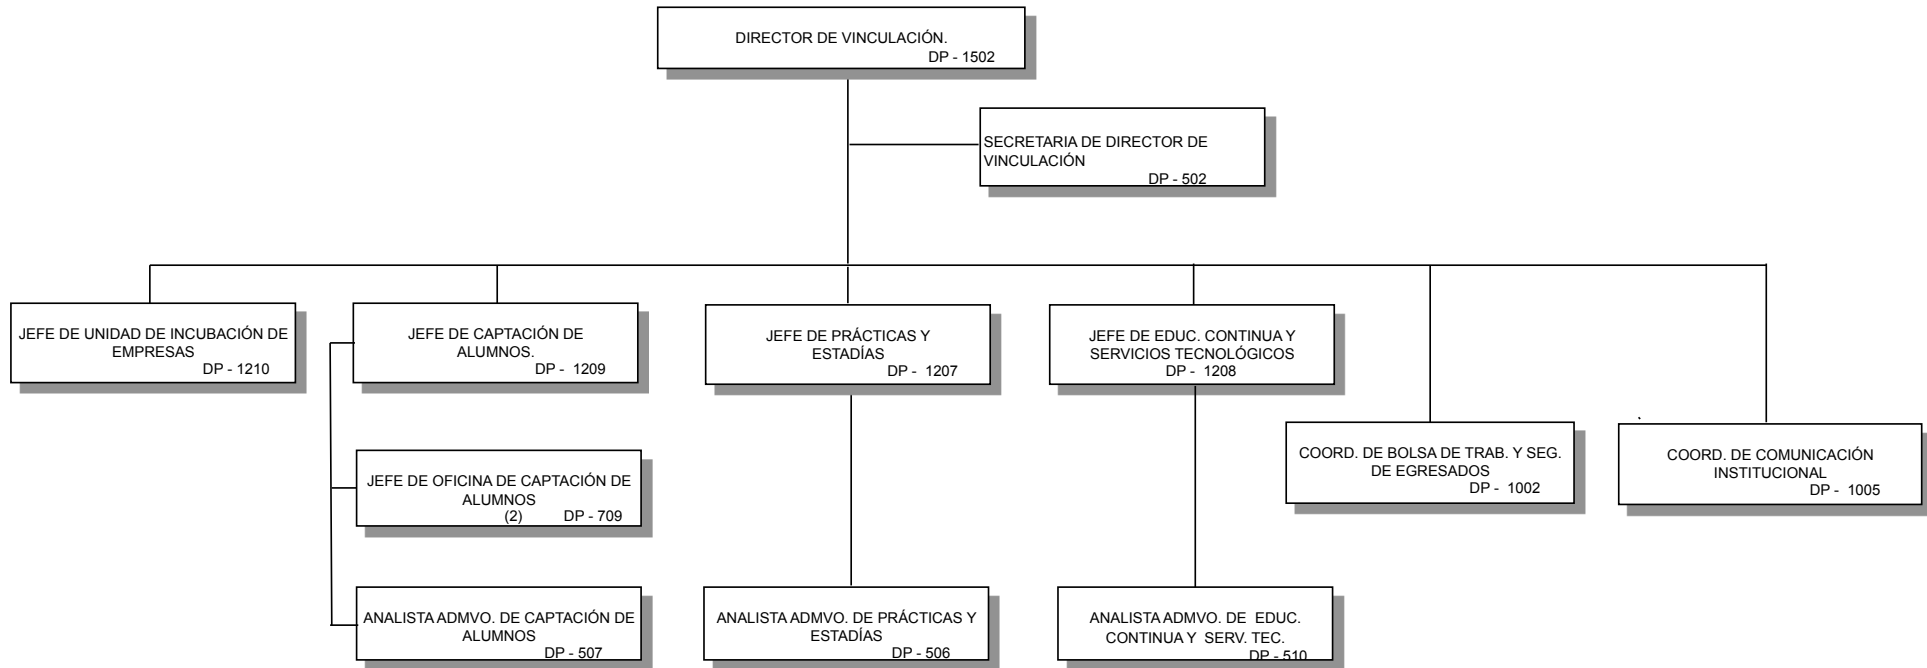 DIRECTOR DE VINCULACIÓN.
DP - 1502
SECRETARIA DE DIRECTOR DE
VINCULACIÓN
DP - 502
JEFE DE UNIDAD DE INCUBACIÓN DE
EMPRESAS
DP - 1210
JEFE DE CAPTACIÓN DE
ALUMNOS.
DP -  1209
JEFE DE PRÁCTICAS Y
ESTADÍAS
DP -  1207
JEFE DE EDUC. CONTINUA Y
SERVICIOS TECNOLÓGICOS
DP -  1208
COORD. DE BOLSA DE TRAB. Y SEG.
DE EGRESADOS
DP -  1002
COORD. DE COMUNICACIÓN
INSTITUCIONAL
DP -  1005
JEFE DE OFICINA DE CAPTACIÓN DE
ALUMNOS
(2) DP - 709
ANALISTA ADMVO. DE CAPTACIÓN DE
ALUMNOS
DP - 507
ANALISTA ADMVO. DE PRÁCTICAS Y
ESTADÍAS
DP - 506
ANALISTA ADMVO. DE  EDUC.
CONTINUA Y  SERV. TEC.
DP - 510